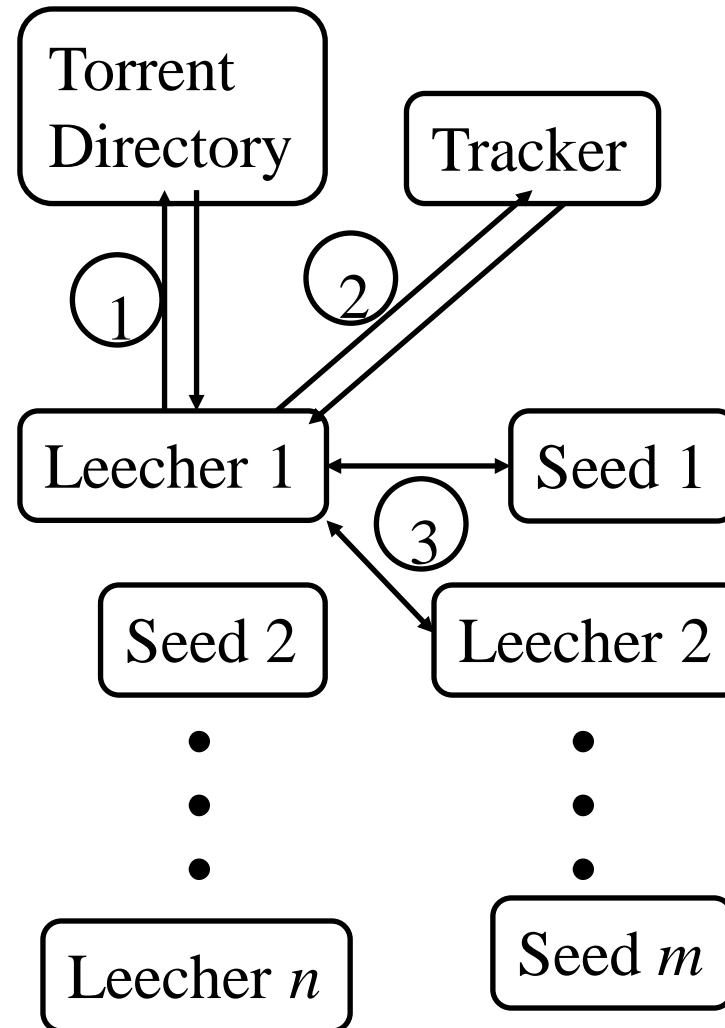 Torrent
Directory
Tracker
1
2
Leecher 1
Seed 1
3
Seed 2
Leecher 2
Leecher n
Seed m